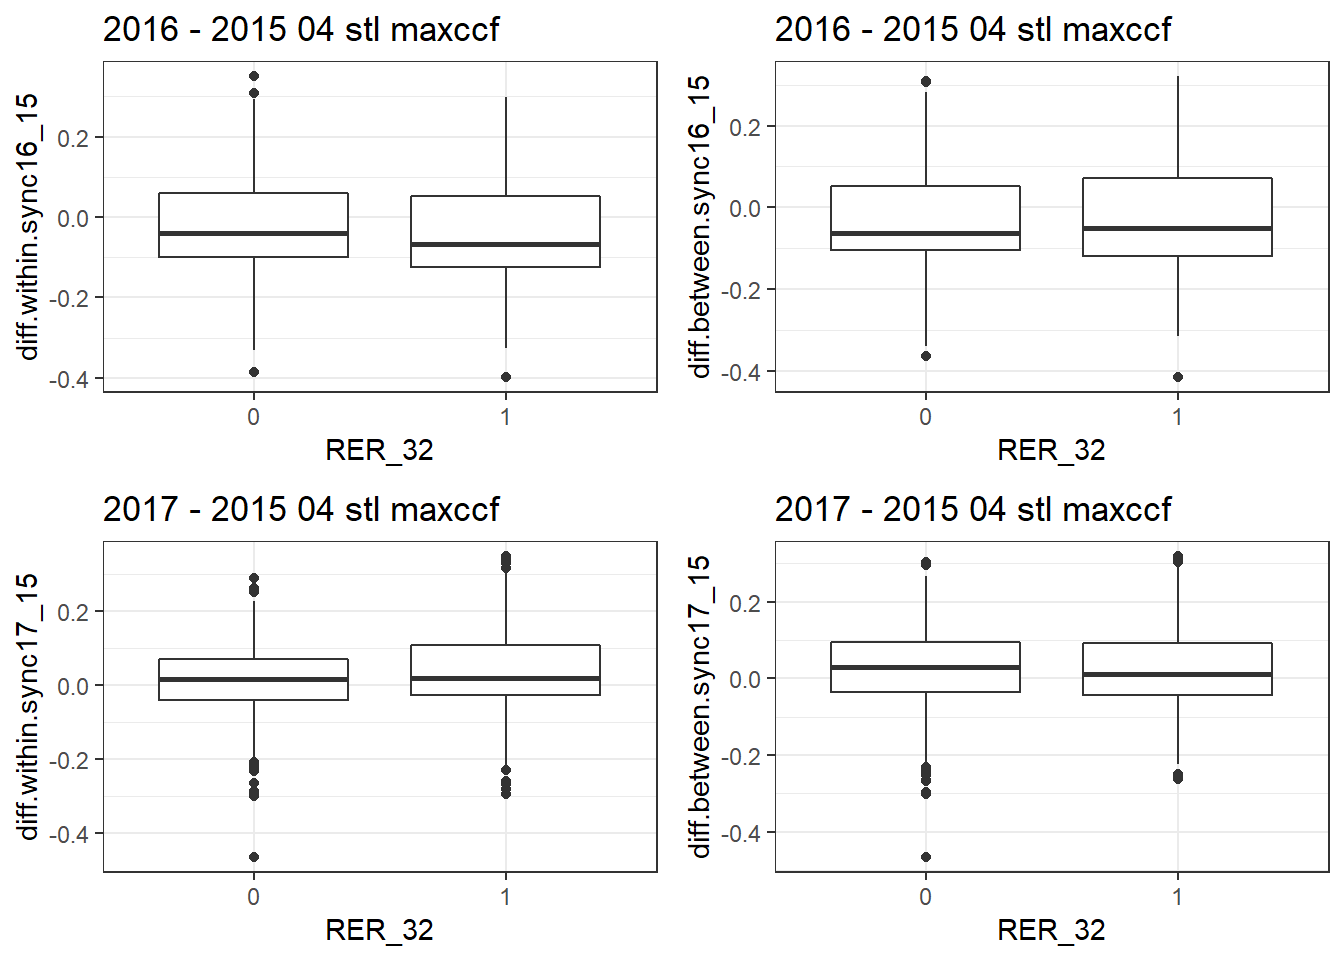 2016 - 2015 04 stl maxccf
diff.within.sync16_15
0.2
0.0
-0.2
-0.4
0
1
RER_32
2016 - 2015 04 stl maxccf
diff.between.sync16_15
0.2
0.0
-0.2
-0.4
0
1
RER_32
2017 - 2015 04 stl maxccf
diff.within.sync17_15
0.2
0.0
-0.2
-0.4
0
1
RER_32
2017 - 2015 04 stl maxccf
diff.between.sync17_15
0.2
0.0
-0.2
-0.4
0
1
RER_32